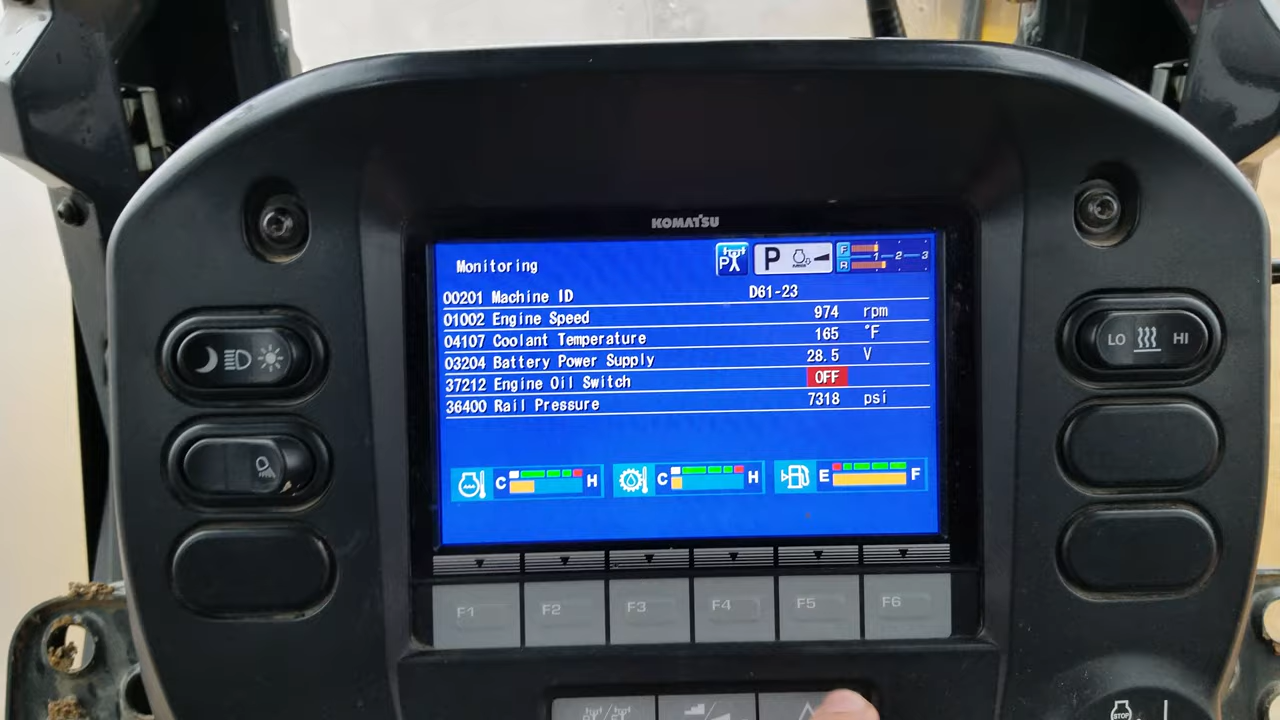 KOMATSU
Monitoring
P
P
F
R
1 2 3
00201 Machine ID D61-23
01002 Engine Speed 974 rpm
04107 Coolant Temperature 165 °F
03204 Battery Power Supply 28.5 V
37212 Engine Oil Switch OFF
36400 Rail Pressure 7318 psi
C H
C H
E F
LO HI
F1 F2 F3 F4 F5 F6
STOP